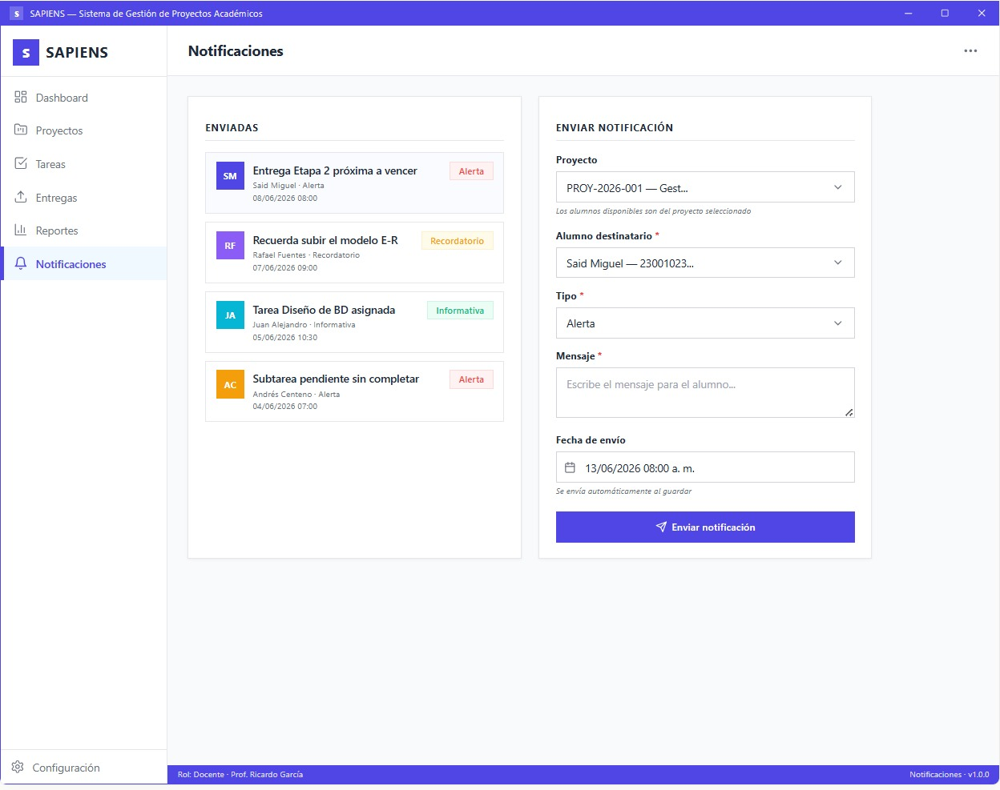 S SAPIENS — Sistema de Gestión de Proyectos Académicos
S SAPIENS
Dashboard
Proyectos
Tareas
Entregas
Reportes
Notificaciones
Configuración
Notificaciones
ENVIADAS
SM Entrega Etapa 2 próxima a vencer Alerta
Said Miguel · Alerta
08/06/2026 08:00
RF Recuerda subir el modelo E-R Recordatorio
Rafael Fuentes · Recordatorio
07/06/2026 09:00
JA Tarea Diseño de BD asignada Informativa
Juan Alejandro · Informativa
05/06/2026 10:30
AC Subtarea pendiente sin completar Alerta
Andrés Centeno · Alerta
04/06/2026 07:00
ENVIAR NOTIFICACIÓN
Proyecto
PROY-2026-001 — Gest...
Los alumnos disponibles son del proyecto seleccionado
Alumno destinatario *
Said Miguel — 23001023...
Tipo *
Alerta
Mensaje *
Escribe el mensaje para el alumno...
Fecha de envío
13/06/2026 08:00 a. m.
Se envía automáticamente al guardar
Enviar notificación
Rol: Docente · Prof. Ricardo García
Notificaciones · v1.0.0